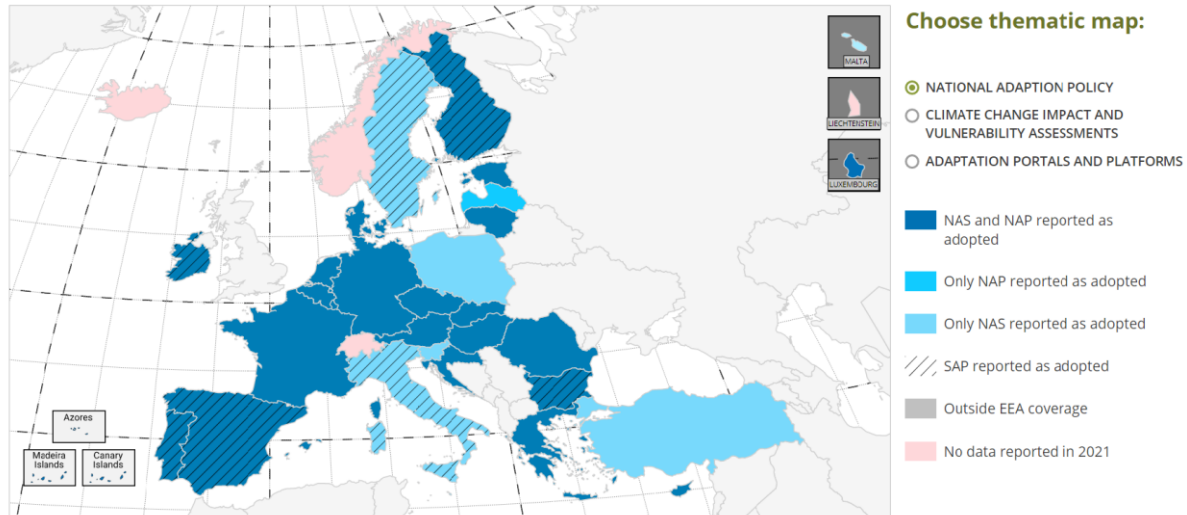 Choose thematic map:
NATIONAL ADAPTION POLICY
CLIMATE CHANGE IMPACT AND
VULNERABILITY ASSESSMENTS
ADAPTATION PORTALS AND PLATFORMS
MALTA
LIECHTENSTEIN
LUXEMBOURG
NAS and NAP reported as
adopted
Only NAP reported as adopted
Only NAS reported as adopted
SAP reported as adopted
Outside EEA coverage
No data reported in 2021
Azores
Madeira
Islands
Canary
Islands